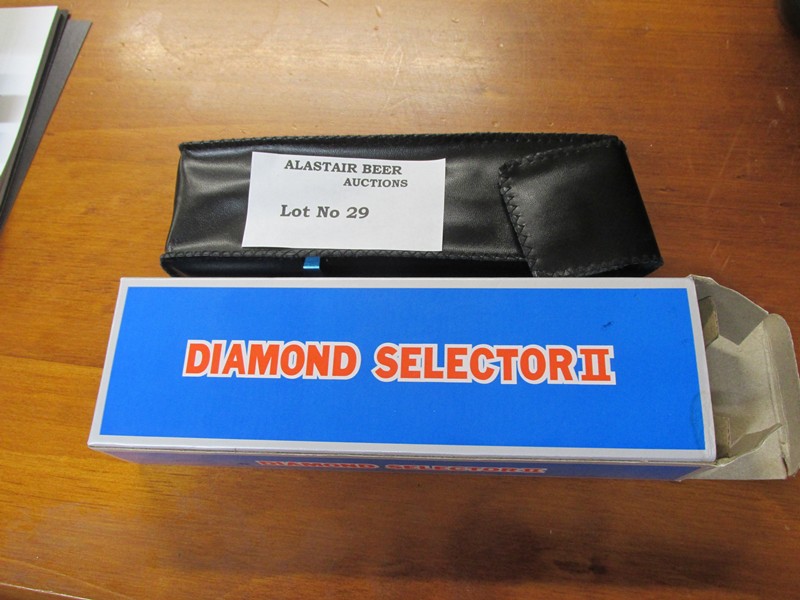 ALASTAIR BEER
AUCTIONS
Lot No 29
DIAMOND SELECTOR II
DIAMOND SELECTOR II